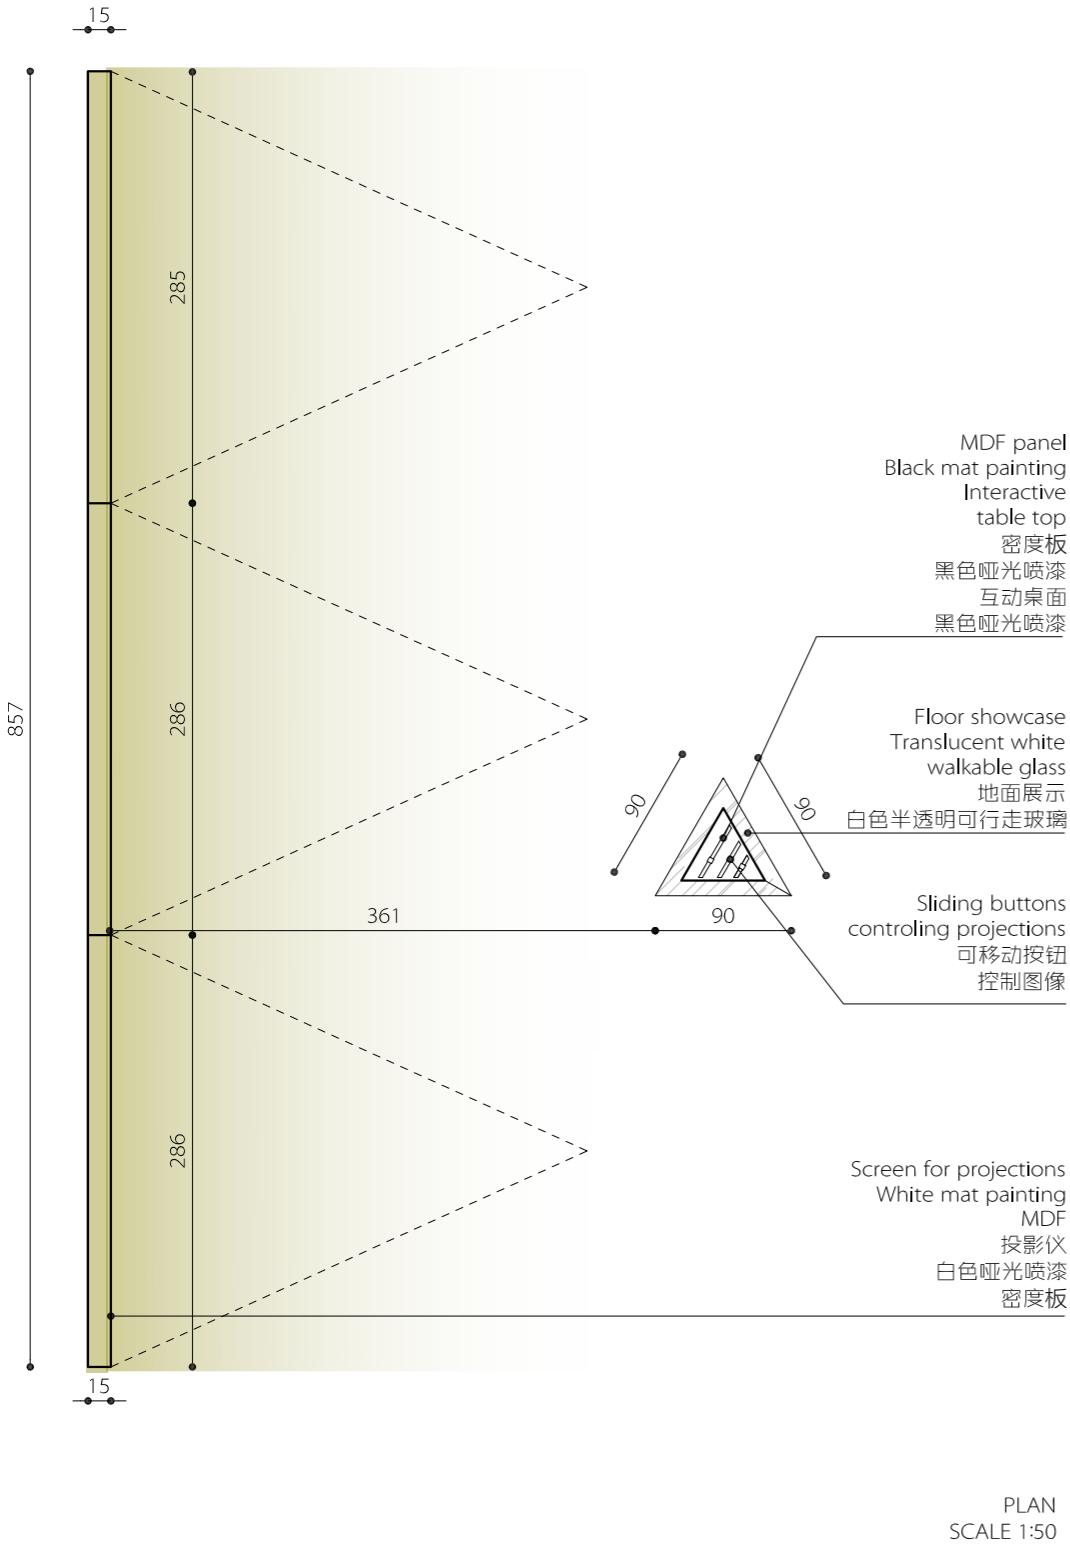 15
285
MDF panel
Black mat painting
Interactive
table top
密度板
黑色哑光喷漆
互动桌面
黑色哑光喷漆
857
286
Floor showcase
Translucent white
walkable glass
地面展示
白色半透明可行走玻璃
90
90
361
90
Sliding buttons
controling projections
可移动按钮
控制图像
286
Screen for projections
White mat painting
MDF
投影仪
白色哑光喷漆
密度板
15
PLAN
SCALE 1:50